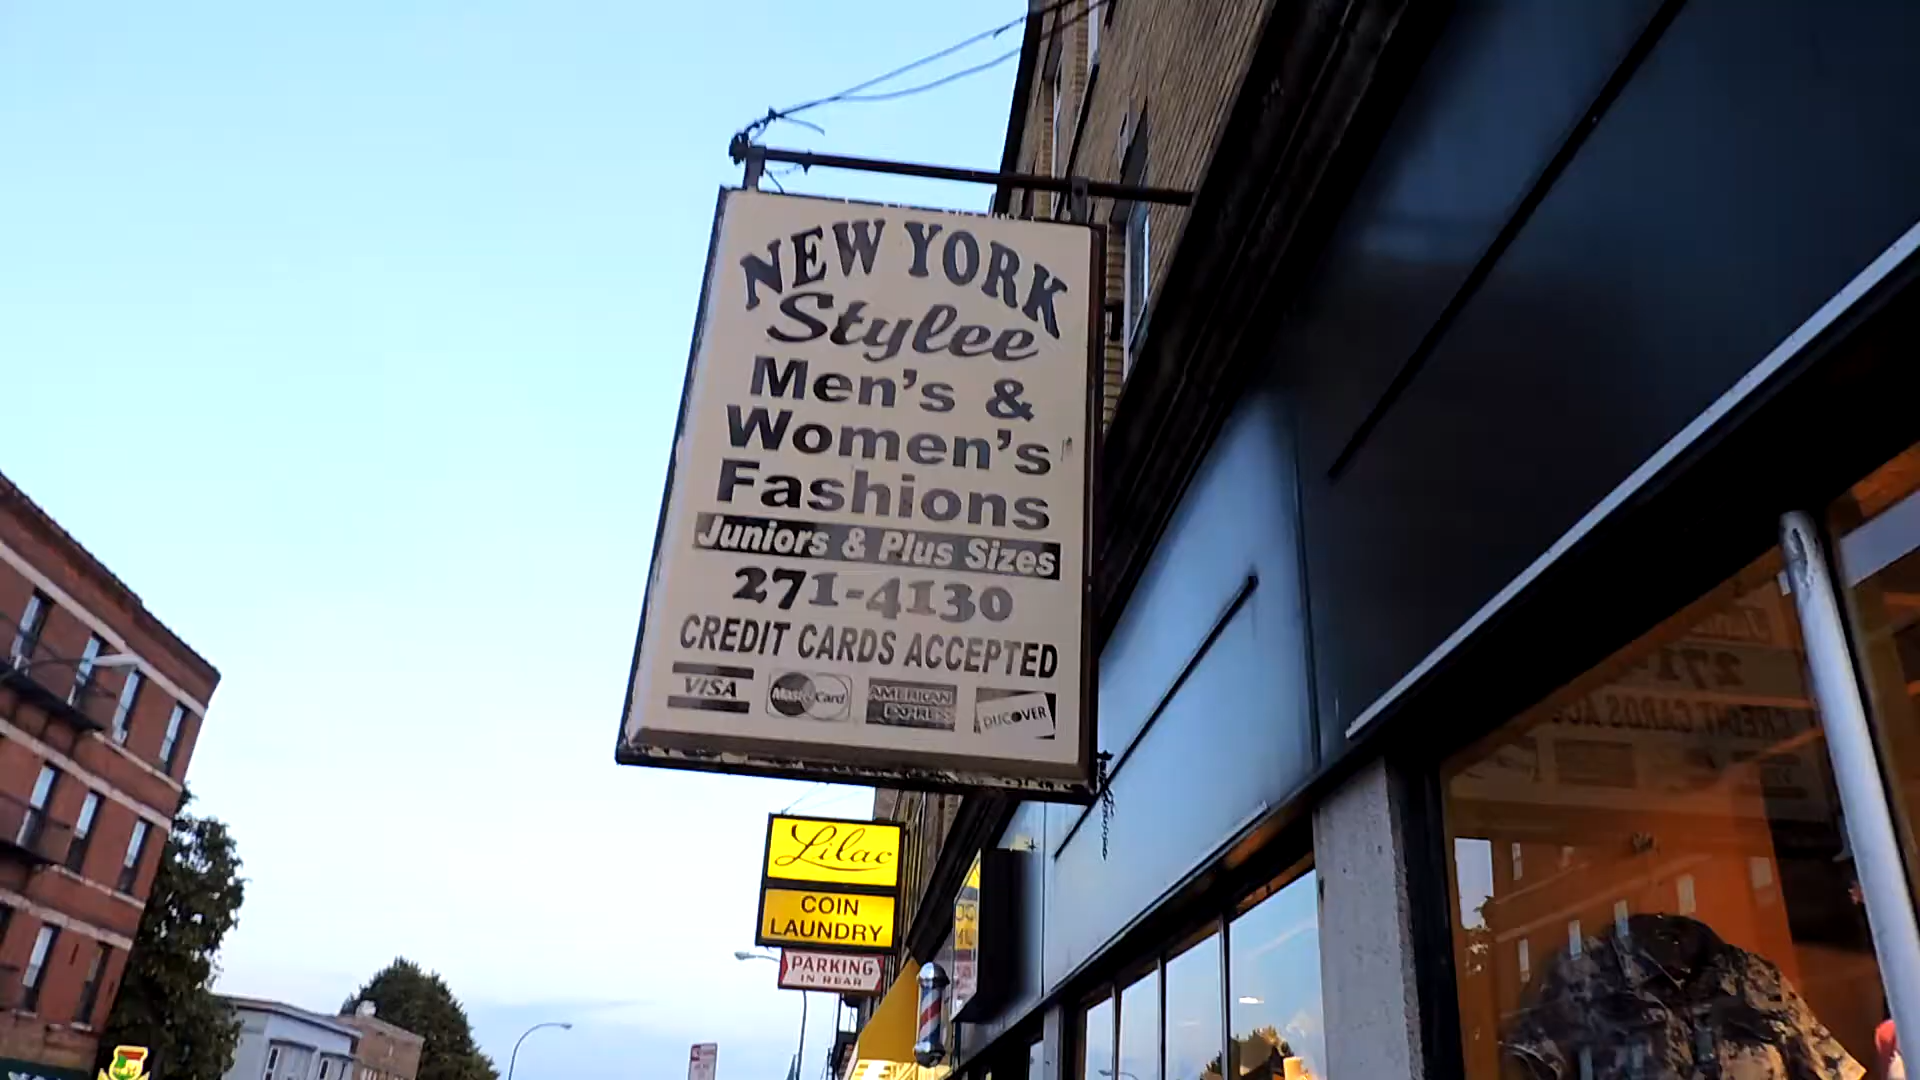 NEW YORK
Stylee
Men's &
Women's
Fashions
Juniors & Plus Sizes
271-4130
CREDIT CARDS ACCEPTED
VISA
MasterCard
AMERICAN
EXPRESS
DISCOVER
Lilac
COIN
LAUNDRY
PARKING
IN REAR